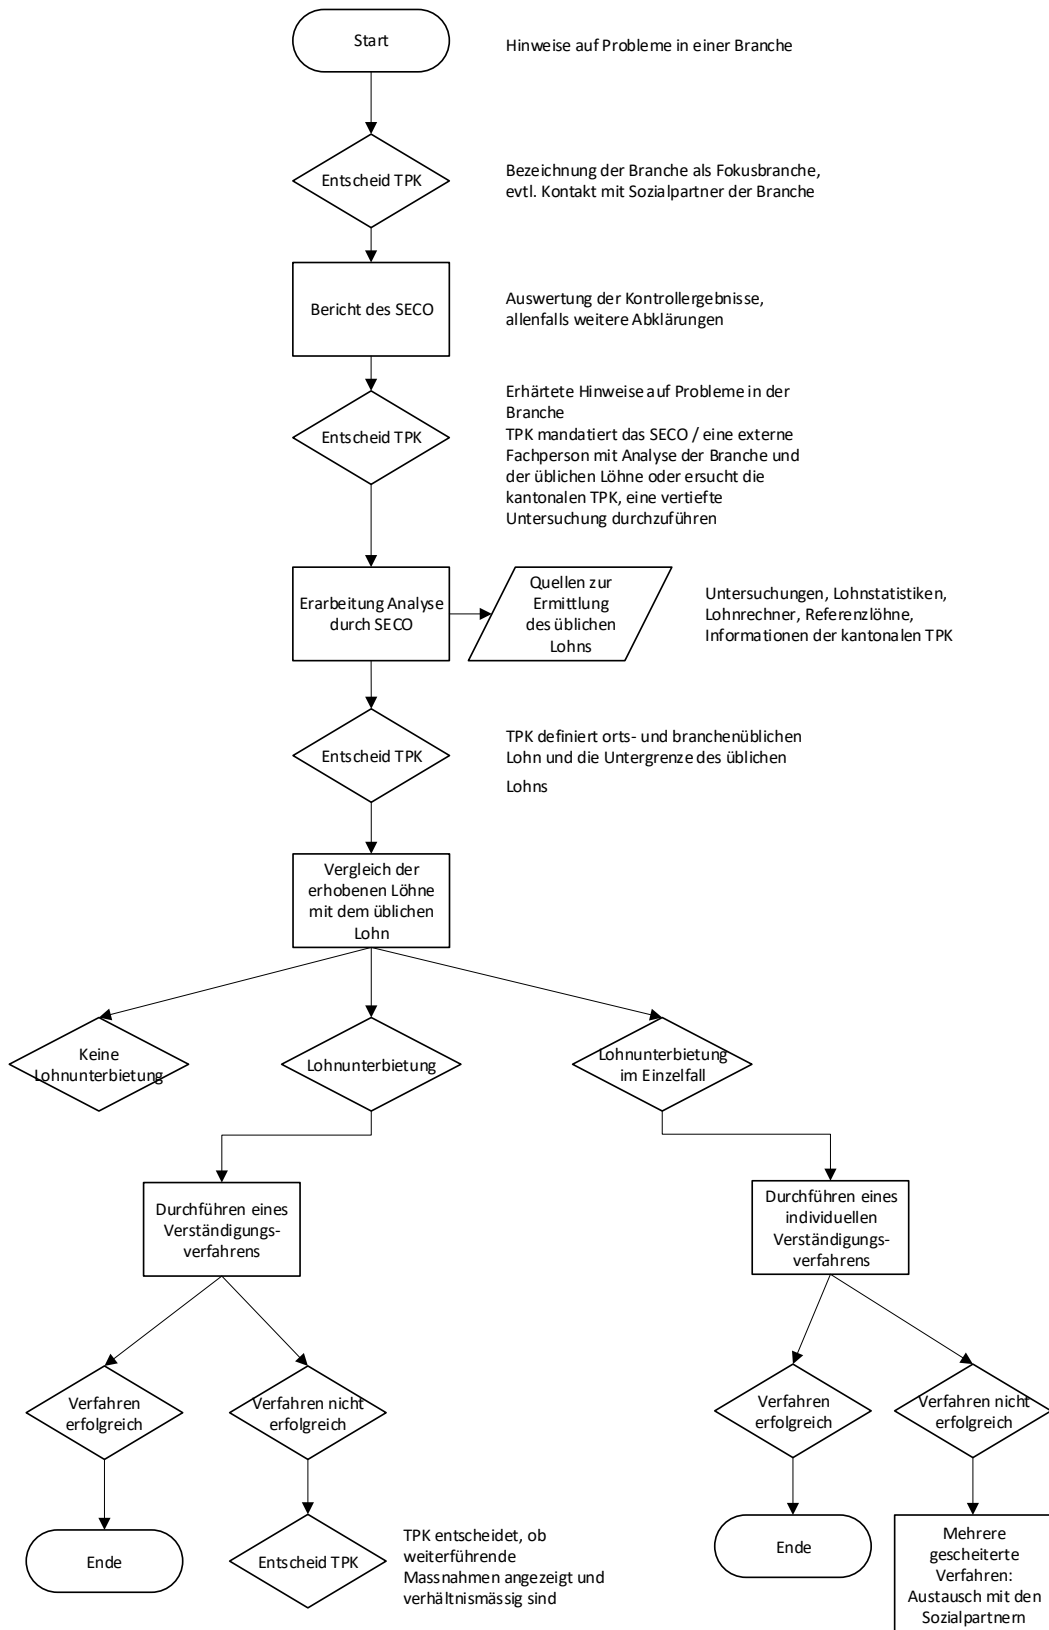 Start
Hinweise auf Probleme in einer Branche
Entscheid TPK
Bezeichnung der Branche als Fokusbranche,
evtl. Kontakt mit Sozialpartner der Branche
Bericht des SECO
Auswertung der Kontrollergebnisse,
allenfalls weitere Abklärungen
Entscheid TPK
Erhärtete Hinweise auf Probleme in der
Branche
TPK mandatiert das SECO / eine externe
Fachperson mit Analyse der Branche und
der üblichen Löhne oder ersucht die
kantonalen TPK, eine vertiefte
Untersuchung durchzuführen
Erarbeitung Analyse
durch SECO
Quellen zur
Ermittlung
des üblichen
Lohns
Untersuchungen, Lohnstatistiken,
Lohnrechner, Referenzlöhne,
Informationen der kantonalen TPK
Entscheid TPK
TPK definiert orts- und branchenüblichen
Lohn und die Untergrenze des üblichen
Lohns
Vergleich der
erhobenen Löhne
mit dem üblichen
Lohn
Keine
Lohnunterbietung
Lohnunterbietung
Lohnunterbietung
im Einzelfall
Durchführen eines
Verständigungs-
verfahrens
Durchführen eines
individuellen
Verständigungs-
verfahrens
Verfahren
erfolgreich
Verfahren nicht
erfolgreich
Verfahren
erfolgreich
Verfahren nicht
erfolgreich
Ende
Entscheid TPK
TPK entscheidet, ob
weiterführende
Massnahmen angezeigt und
verhältnismässig sind
Ende
Mehrere
gescheiterte
Verfahren:
Austausch mit den
Sozialpartnern